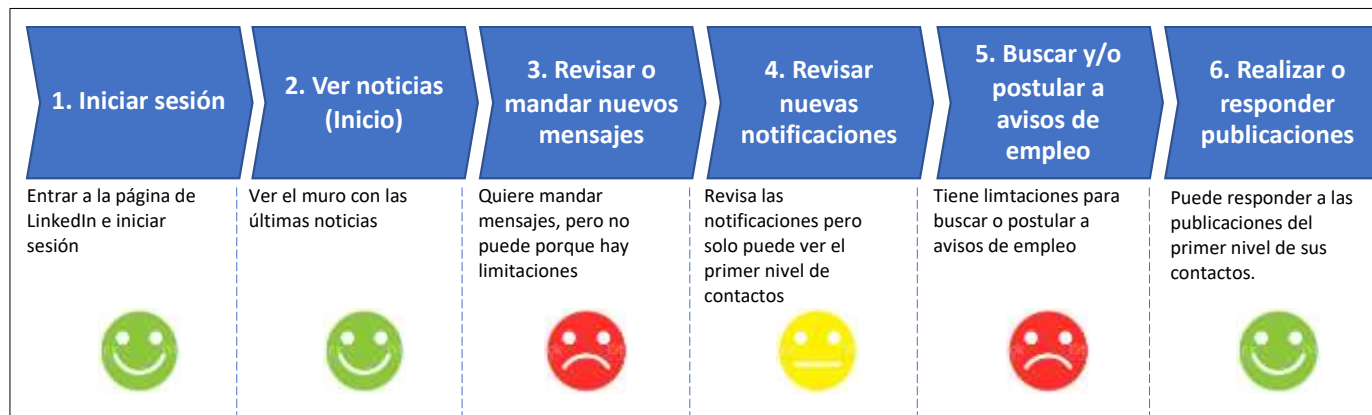 1. Iniciar sesión
2. Ver noticias
(Inicio)
3. Revisar o
mandar nuevos
mensajes
4. Revisar
nuevas
notificaciones
5. Buscar y/o
postular a
avisos de
empleo
6. Realizar o
responder
publicaciones
Entrar a la página de
LinkedIn e iniciar
sesión
Ver el muro con las
últimas noticias
Quiere mandar
mensajes, pero no
puede porque hay
limitaciones
Revisa las
notificaciones pero
solo puede ver el
primer nivel de
contactos
Tiene limtaciones para
buscar o postular a
avisos de empleo
Puede responder a las
publicaciones del
primer nivel de sus
contactos.